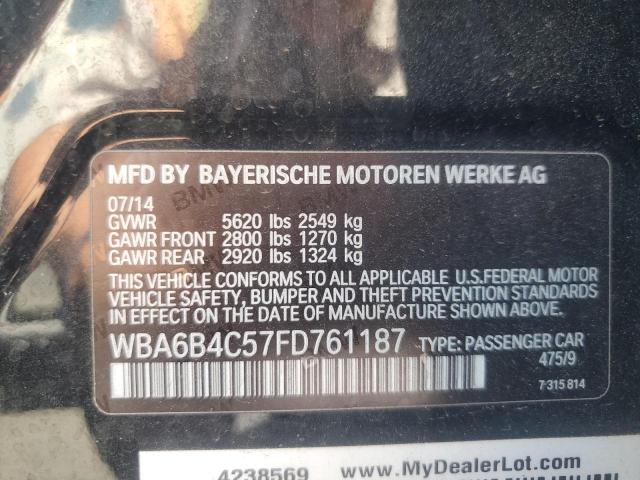 MFD BY BAYERISCHE MOTOREN WERKE AG
07/14
GVWR 5620 lbs 2549 kg
GAWR FRONT 2800 lbs 1270 kg
GAWR REAR 2920 lbs 1324 kg
THIS VEHICLE CONFORMS TO ALL APPLICABLE U.S.FEDERAL MOTOR
VEHICLE SAFETY, BUMPER AND THEFT PREVENTION STANDARDS
IN EFFECT ON THE DATE OF MANUFACTURE SHOWN ABOVE.
WBA6B4C57FD761187 TYPE: PASSENGER CAR
475/9
7 315 814
4238569 www.MyDealerLot.com